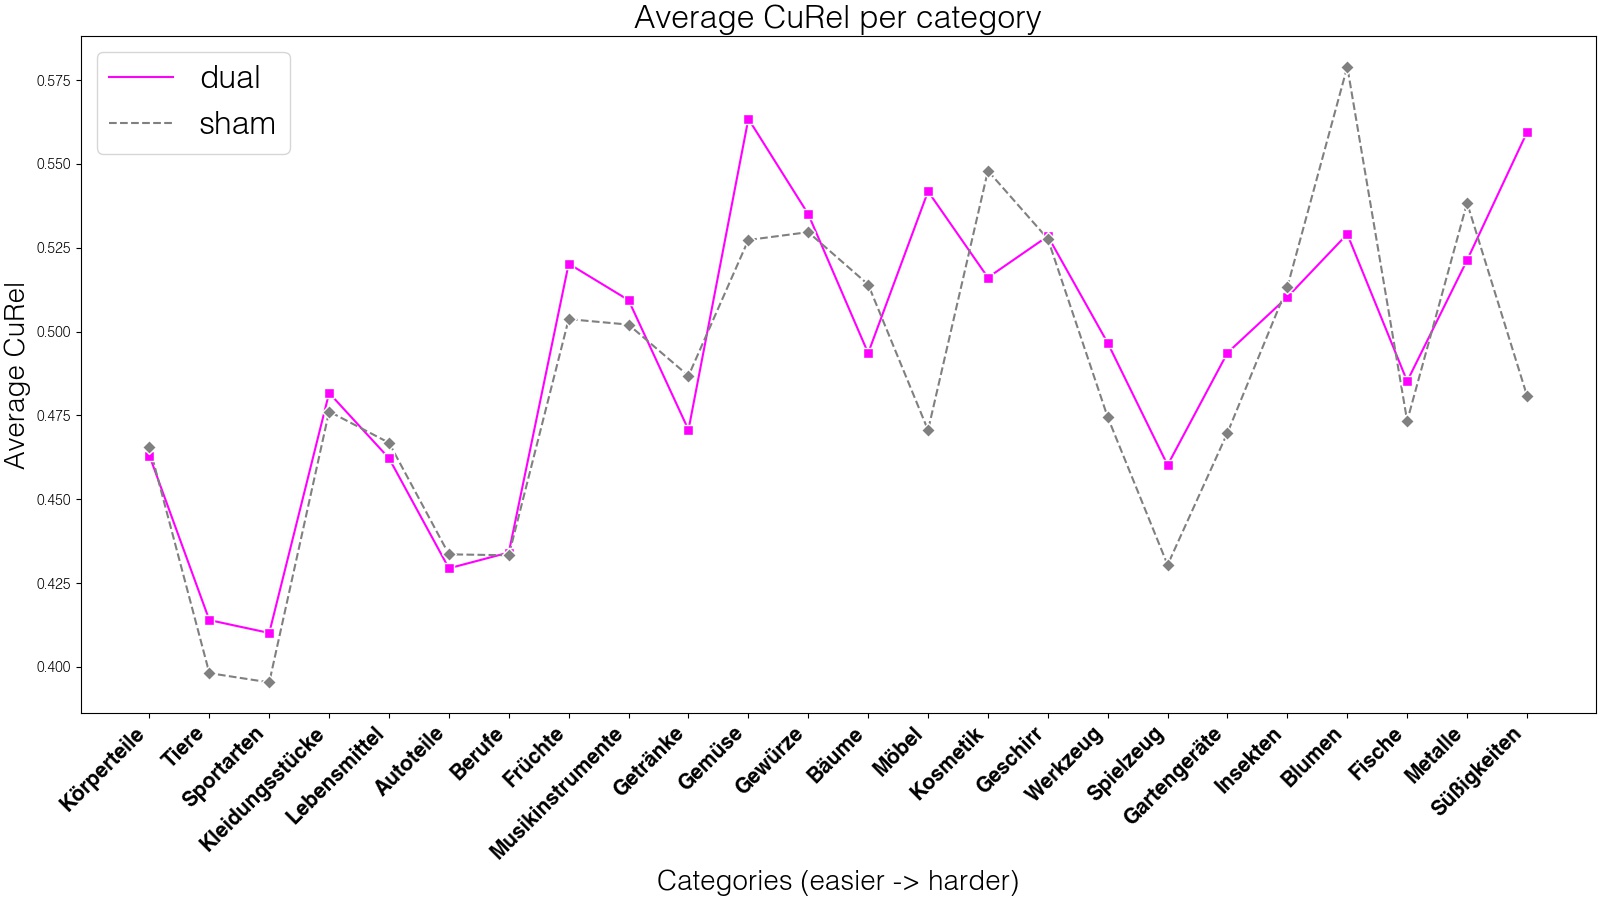 Average CuRel per category
dual
sham
Average CuRel
0.575
0.550
0.525
0.500
0.475
0.450
0.425
0.400
Körperteile
Tiere
Sportarten
Kleidungsstücke
Lebensmittel
Autoteile
Berufe
Früchte
Musikinstrumente
Getränke
Gemüse
Gewürze
Bäume
Möbel
Kosmetik
Geschirr
Werkzeug
Spielzeug
Gartengeräte
Insekten
Blumen
Fische
Metalle
Süßigkeiten
Categories (easier -> harder)